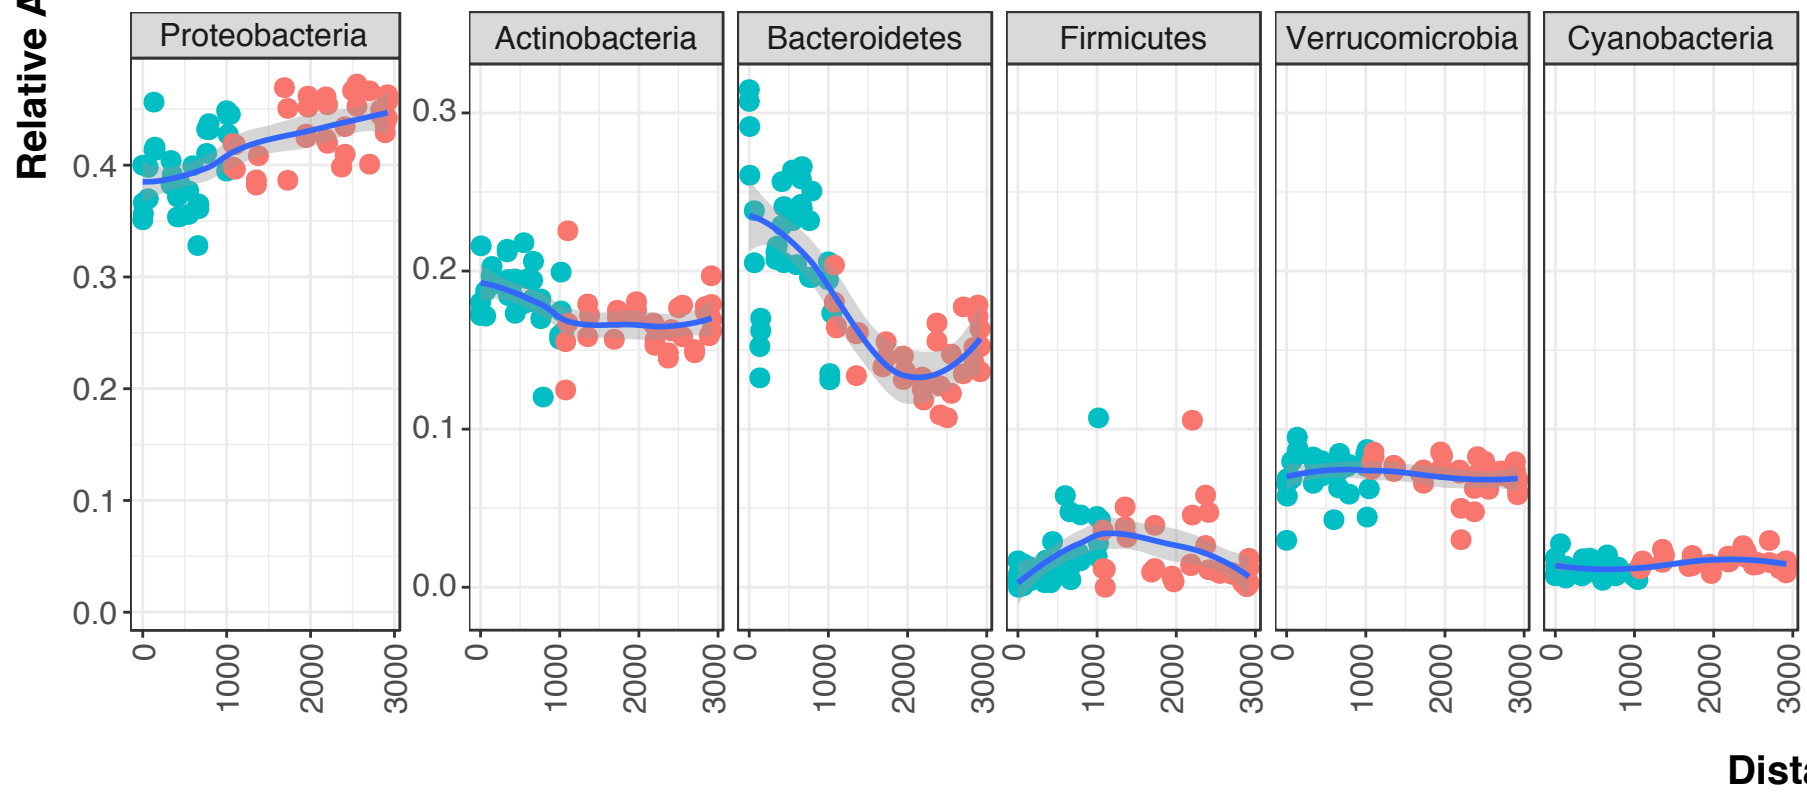 Relative A
Proteobacteria
Actinobacteria
Bacteroidetes
Firmicutes
Verrucomicrobia
Cyanobacteria
0.4
0.3
0.2
0.1
0.0
0.3
0.2
0.1
0.0
0 1000 2000 3000
0 1000 2000 3000
0 1000 2000 3000
0 1000 2000 3000
0 1000 2000 3000
0 1000 2000 3000
Dista